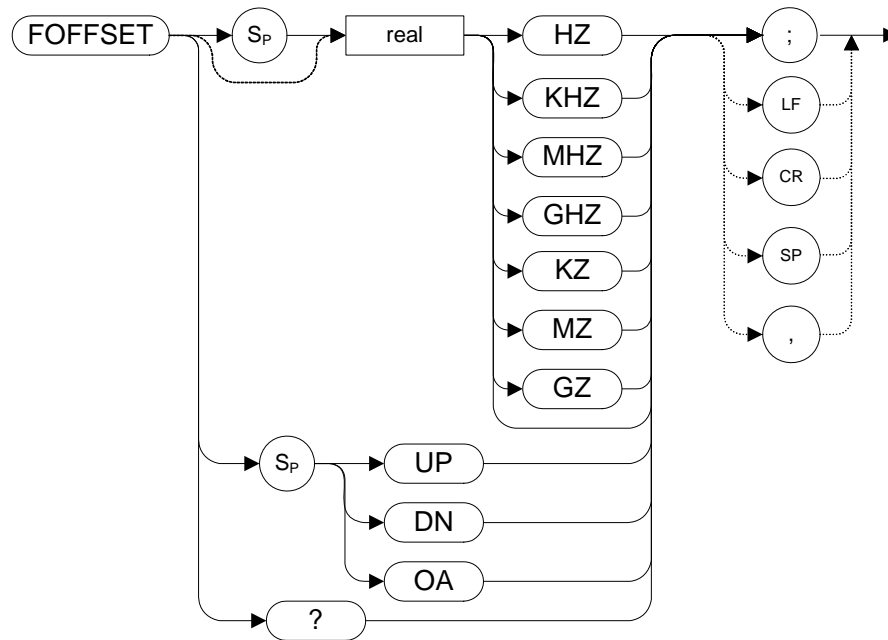 FOFFSET SP real HZ ;
KHZ LF
MHZ CR
GHZ
KZ SP
MZ ,
GZ
SP UP
DN
OA
?